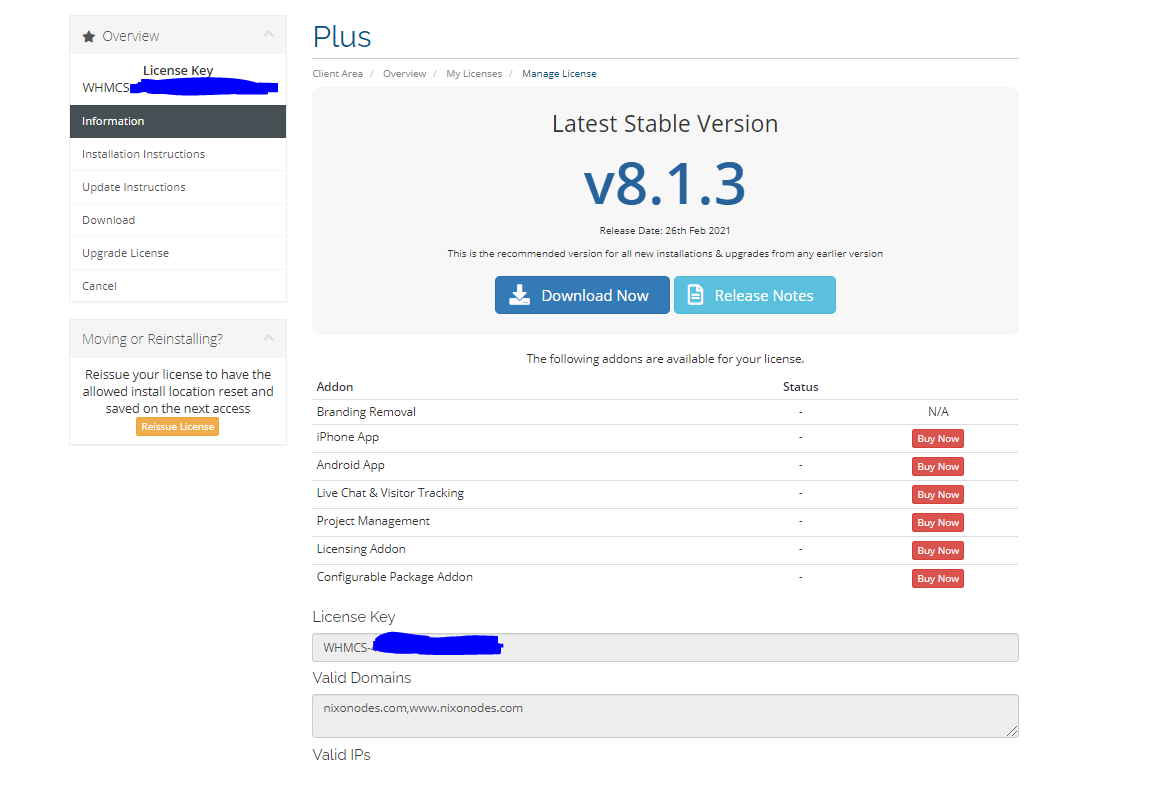 Overview
License Key
WHMCS
Information
Installation Instructions
Update Instructions
Download
Upgrade License
Cancel
Moving or Reinstalling?
Reissue your license to have the
allowed install location reset and
saved on the next access
Reissue License
Plus
Client Area / Overview / My Licenses / Manage License
Latest Stable Version
v8.1.3
Release Date: 26th Feb 2021
This is the recommended version for all new installations & upgrades from any earlier version
Download Now Release Notes
The following addons are available for your license.
Addon Status
Branding Removal - N/A
iPhone App - Buy Now
Android App - Buy Now
Live Chat & Visitor Tracking - Buy Now
Project Management - Buy Now
Licensing Addon - Buy Now
Configurable Package Addon - Buy Now
License Key
WHMCS-
Valid Domains
nixonodes.com,www.nixonodes.com
Valid IPs